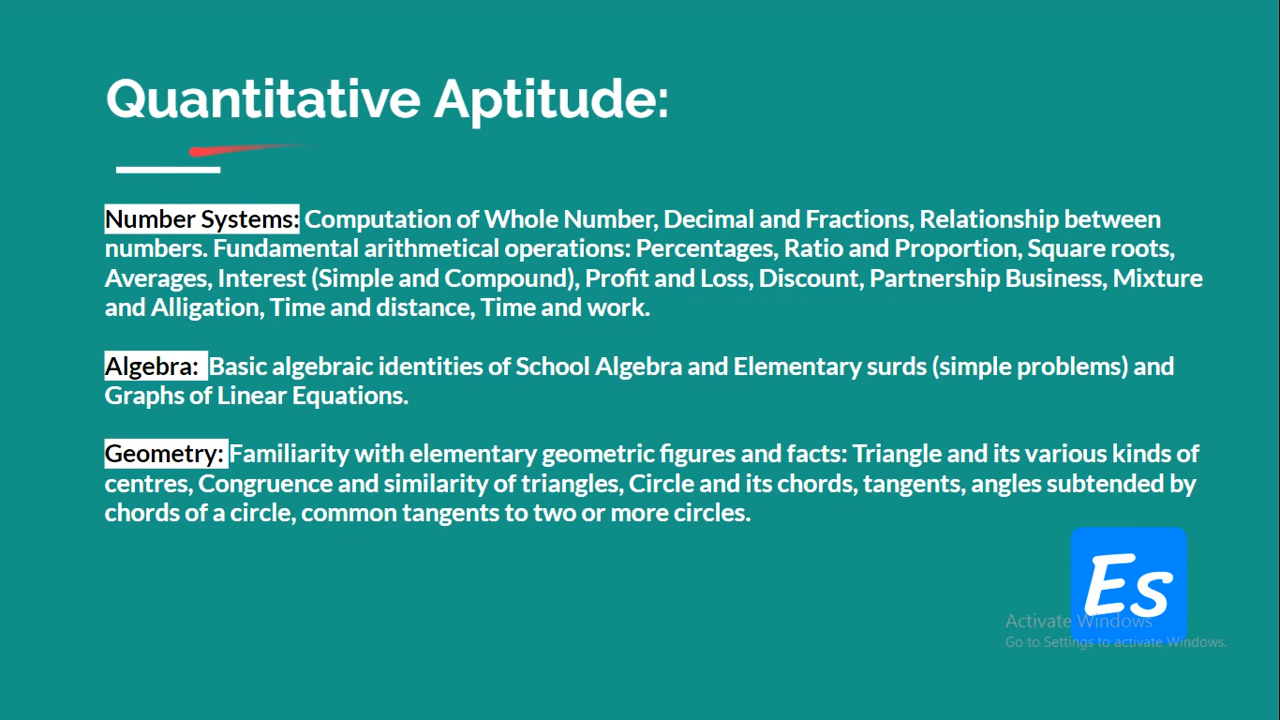 Quantitative Aptitude:
Number Systems: Computation of Whole Number, Decimal and Fractions, Relationship between
numbers. Fundamental arithmetical operations: Percentages, Ratio and Proportion, Square roots,
Averages, Interest (Simple and Compound), Profit and Loss, Discount, Partnership Business, Mixture
and Alligation, Time and distance, Time and work.
Algebra: Basic algebraic identities of School Algebra and Elementary surds (simple problems) and
Graphs of Linear Equations.
Geometry: Familiarity with elementary geometric figures and facts: Triangle and its various kinds of
centres, Congruence and similarity of triangles, Circle and its chords, tangents, angles subtended by
chords of a circle, common tangents to two or more circles.
Es
Activate Windows
Go to Settings to activate Windows.